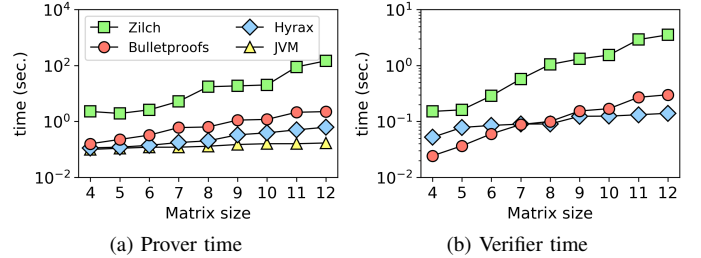 10^4
10^2
10^0
10^−2
time (sec.)
Zilch
Bulletproofs
Hyrax
JVM
4 5 6 7 8 9 10 11 12
Matrix size
(a) Prover time
10^1
10^0
10^−1
10^−2
time (sec.)
4 5 6 7 8 9 10 11 12
Matrix size
(b) Verifier time